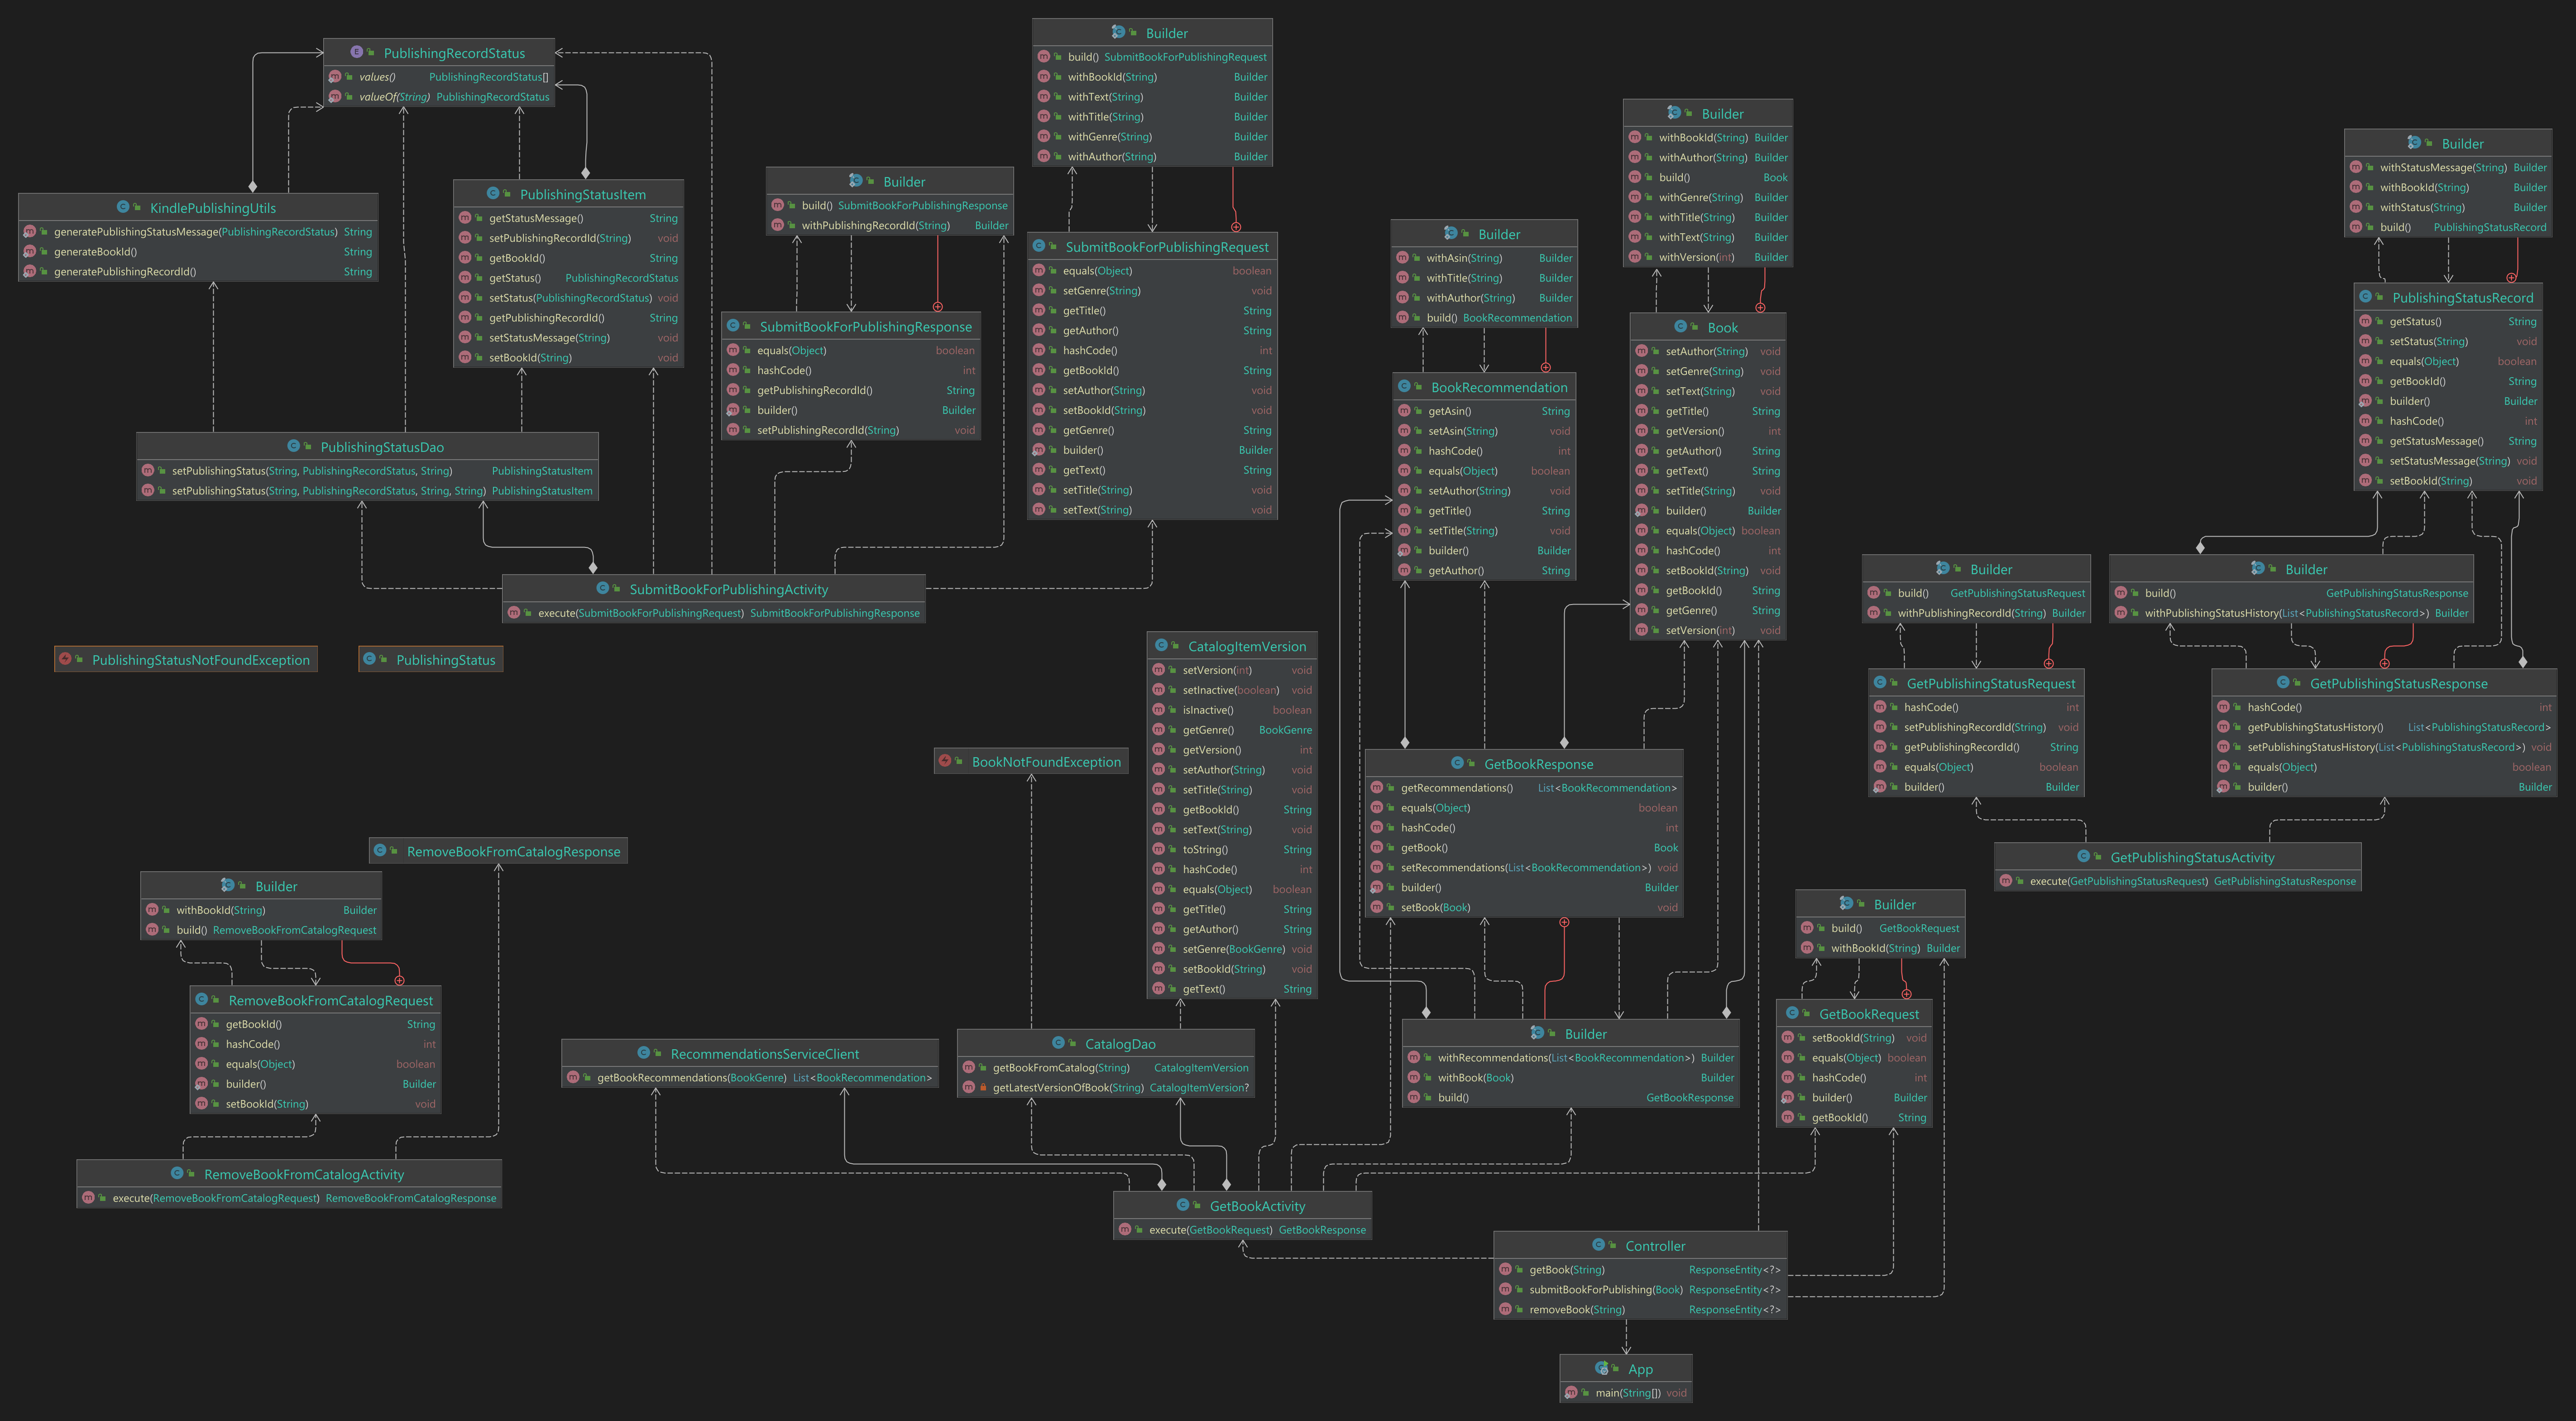 PublishingRecordStatus
values() PublishingRecordStatus[]
valueOf(String) PublishingRecordStatus
KindlePublishingUtils
generatePublishingStatusMessage(PublishingRecordStatus) String
generateBookId() String
generatePublishingRecordId() String
PublishingStatusItem
getStatusMessage() String
setPublishingRecordId(String) void
getBookId() String
getStatus() PublishingRecordStatus
setStatus(PublishingRecordStatus) void
getPublishingRecordId() String
setStatusMessage(String) void
setBookId(String) void
PublishingStatusDao
setPublishingStatus(String, PublishingRecordStatus, String) PublishingStatusItem
setPublishingStatus(String, PublishingRecordStatus, String, String) PublishingStatusItem
Builder
build() SubmitBookForPublishingResponse
withPublishingRecordId(String) Builder
SubmitBookForPublishingResponse
equals(Object) boolean
hashCode() int
getPublishingRecordId() String
builder() Builder
setPublishingRecordId(String) void
Builder
build() SubmitBookForPublishingRequest
withBookId(String) Builder
withText(String) Builder
withTitle(String) Builder
withGenre(String) Builder
withAuthor(String) Builder
SubmitBookForPublishingRequest
equals(Object) boolean
setGenre(String) void
getTitle() String
getAuthor() String
hashCode() int
getBookId() String
setAuthor(String) void
setBookId(String) void
getGenre() String
builder() Builder
getText() String
setTitle(String) void
setText(String) void
SubmitBookForPublishingActivity
execute(SubmitBookForPublishingRequest) SubmitBookForPublishingResponse
PublishingStatusNotFoundException
PublishingStatus
Builder
withAsin(String) Builder
withTitle(String) Builder
withAuthor(String) Builder
build() BookRecommendation
BookRecommendation
getAsin() String
setAsin(String) void
hashCode() int
equals(Object) boolean
setAuthor(String) void
getTitle() String
setTitle(String) void
builder() Builder
getAuthor() String
Builder
withBookId(String) Builder
withAuthor(String) Builder
build() Book
withGenre(String) Builder
withTitle(String) Builder
withText(String) Builder
withVersion(int) Builder
Book
setAuthor(String) void
setGenre(String) void
setText(String) void
getTitle() String
getVersion() int
getAuthor() String
getText() String
setTitle(String) void
builder() Builder
equals(Object) boolean
hashCode() int
setBookId(String) void
getBookId() String
getGenre() String
setVersion(int) void
Builder
withStatusMessage(String) Builder
withBookId(String) Builder
withStatus(String) Builder
build() PublishingStatusRecord
PublishingStatusRecord
getStatus() String
setStatus(String) void
equals(Object) boolean
getBookId() String
builder() Builder
hashCode() int
getStatusMessage() String
setStatusMessage(String) void
setBookId(String) void
Builder
build() GetPublishingStatusRequest
withPublishingRecordId(String) Builder
Builder
build() GetPublishingStatusResponse
withPublishingStatusHistory(List<PublishingStatusRecord>) Builder
GetPublishingStatusRequest
hashCode() int
setPublishingRecordId(String) void
getPublishingRecordId() String
equals(Object) boolean
builder() Builder
GetPublishingStatusResponse
hashCode() int
getPublishingStatusHistory() List<PublishingStatusRecord>
setPublishingStatusHistory(List<PublishingStatusRecord>) void
equals(Object) boolean
builder() Builder
GetPublishingStatusActivity
execute(GetPublishingStatusRequest) GetPublishingStatusResponse
CatalogItemVersion
setVersion(int) void
setInactive(boolean) void
isInactive() boolean
getGenre() BookGenre
getVersion() int
setAuthor(String) void
setTitle(String) void
getBookId() String
setText(String) void
toString() String
hashCode() int
equals(Object) boolean
getTitle() String
getAuthor() String
setGenre(BookGenre) void
setBookId(String) void
getText() String
BookNotFoundException
GetBookResponse
getRecommendations() List<BookRecommendation>
equals(Object) boolean
hashCode() int
getBook() Book
setRecommendations(List<BookRecommendation>) void
builder() Builder
setBook(Book) void
RemoveBookFromCatalogResponse
Builder
withBookId(String) Builder
build() RemoveBookFromCatalogRequest
RemoveBookFromCatalogRequest
getBookId() String
hashCode() int
equals(Object) boolean
builder() Builder
setBookId(String) void
RemoveBookFromCatalogActivity
execute(RemoveBookFromCatalogRequest) RemoveBookFromCatalogResponse
RecommendationsServiceClient
getBookRecommendations(BookGenre) List<BookRecommendation>
CatalogDao
getBookFromCatalog(String) CatalogItemVersion
getLatestVersionOfBook(String) CatalogItemVersion?
Builder
withRecommendations(List<BookRecommendation>) Builder
withBook(Book) Builder
build() GetBookResponse
Builder
build() GetBookRequest
withBookId(String) Builder
GetBookRequest
setBookId(String) void
equals(Object) boolean
hashCode() int
builder() Builder
getBookId() String
GetBookActivity
execute(GetBookRequest) GetBookResponse
Controller
getBook(String) ResponseEntity<?>
submitBookForPublishing(Book) ResponseEntity<?>
removeBook(String) ResponseEntity<?>
App
main(String[]) void